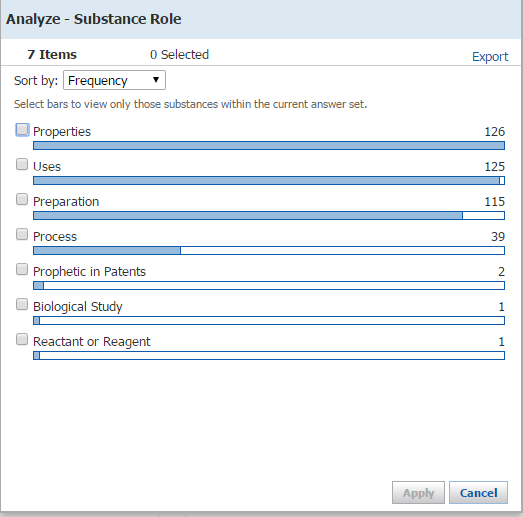 Analyze - Substance Role
7 Items 0 Selected Export
Sort by: Frequency
Select bars to view only those substances within the current answer set.
Properties 126
Uses 125
Preparation 115
Process 39
Prophetic in Patents 2
Biological Study 1
Reactant or Reagent 1
Apply Cancel